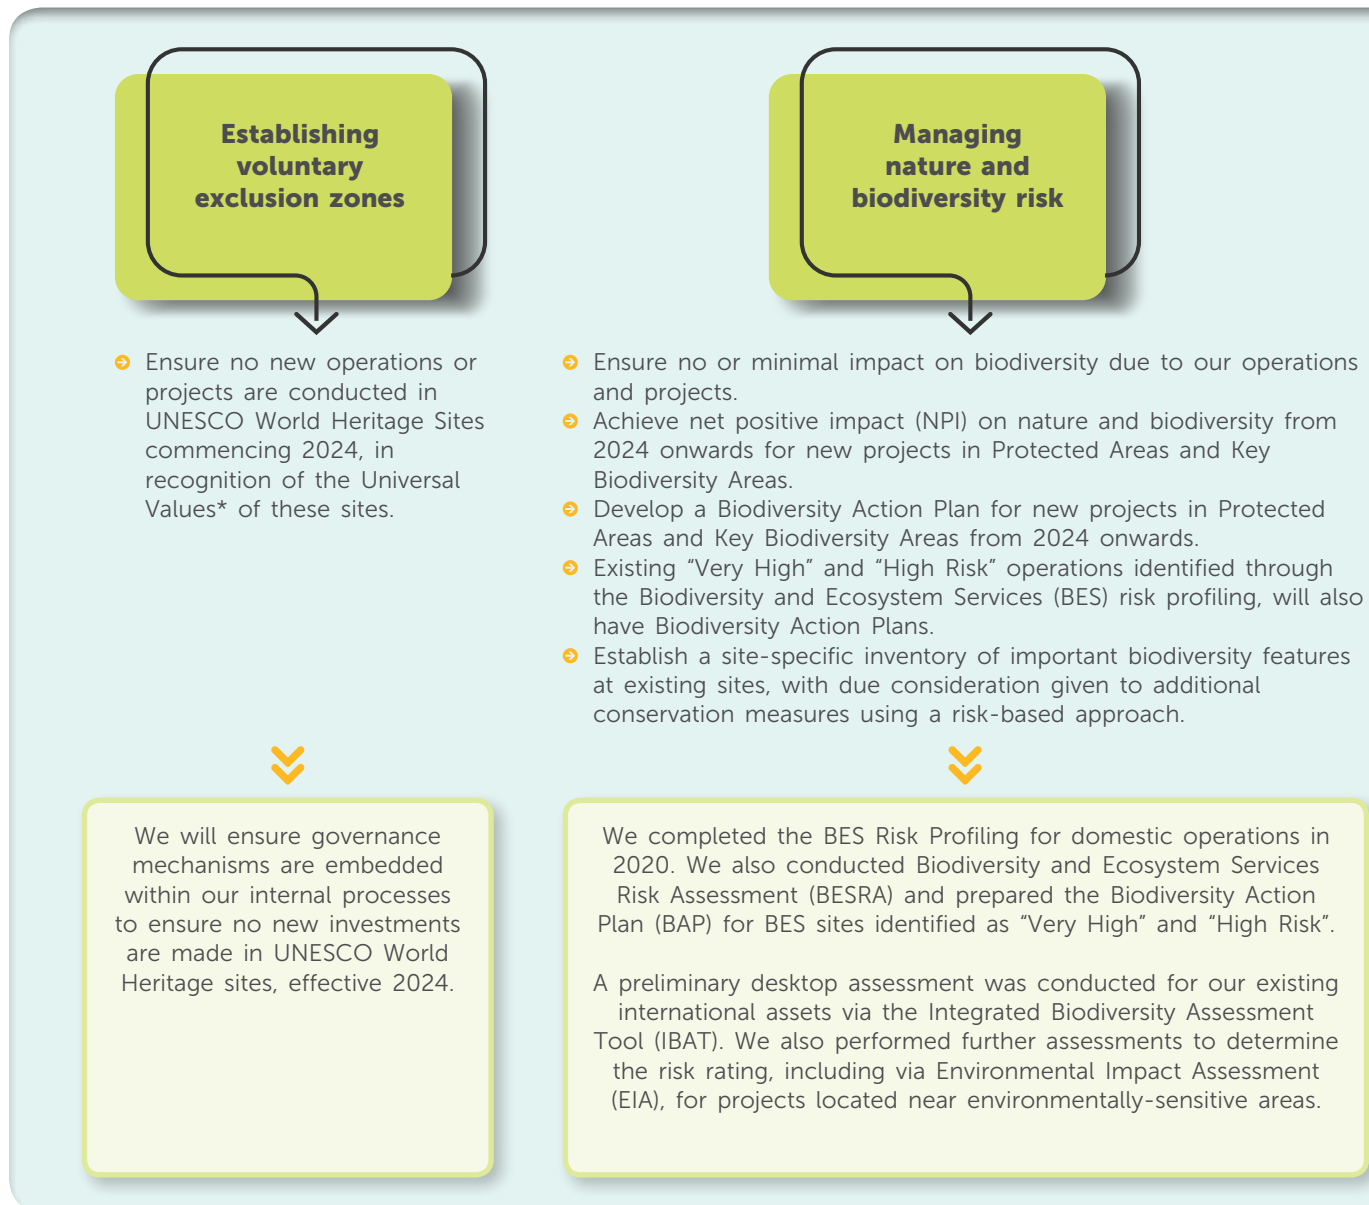 Establishing
voluntary
exclusion zones
Ensure no new operations or
projects are conducted in
UNESCO World Heritage Sites
commencing 2024, in
recognition of the Universal
Values* of these sites.
We will ensure governance
mechanisms are embedded
within our internal processes
to ensure no new investments
are made in UNESCO World
Heritage sites, effective 2024.
Managing
nature and
biodiversity risk
Ensure no or minimal impact on biodiversity due to our operations
and projects.
Achieve net positive impact (NPI) on nature and biodiversity from
2024 onwards for new projects in Protected Areas and Key
Biodiversity Areas.
Develop a Biodiversity Action Plan for new projects in Protected
Areas and Key Biodiversity Areas from 2024 onwards.
Existing “Very High” and “High Risk” operations identified through
the Biodiversity and Ecosystem Services (BES) risk profiling, will also
have Biodiversity Action Plans.
Establish a site-specific inventory of important biodiversity features
at existing sites, with due consideration given to additional
conservation measures using a risk-based approach.
We completed the BES Risk Profiling for domestic operations in
2020. We also conducted Biodiversity and Ecosystem Services
Risk Assessment (BESRA) and prepared the Biodiversity Action
Plan (BAP) for BES sites identified as “Very High” and “High Risk”.
A preliminary desktop assessment was conducted for our existing
international assets via the Integrated Biodiversity Assessment
Tool (IBAT). We also performed further assessments to determine
the risk rating, including via Environmental Impact Assessment
(EIA), for projects located near environmentally-sensitive areas.